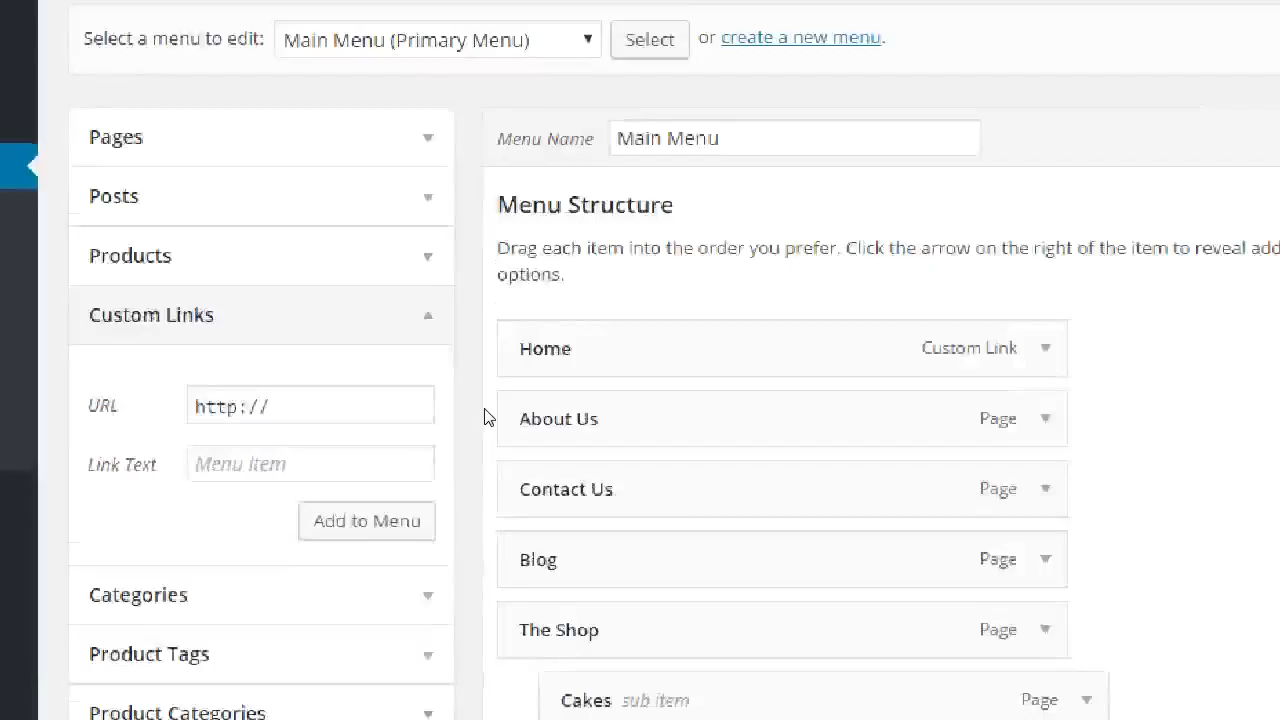 Select a menu to edit: Main Menu (Primary Menu) Select or create a new menu.
Pages
Posts
Products
Custom Links
URL http://
Link Text Menu Item
Add to Menu
Categories
Product Tags
Product Categories
Menu Name Main Menu
Menu Structure
Drag each item into the order you prefer. Click the arrow on the right of the item to reveal add
options.
Home Custom Link
About Us Page
Contact Us Page
Blog Page
The Shop Page
Cakes sub item Page